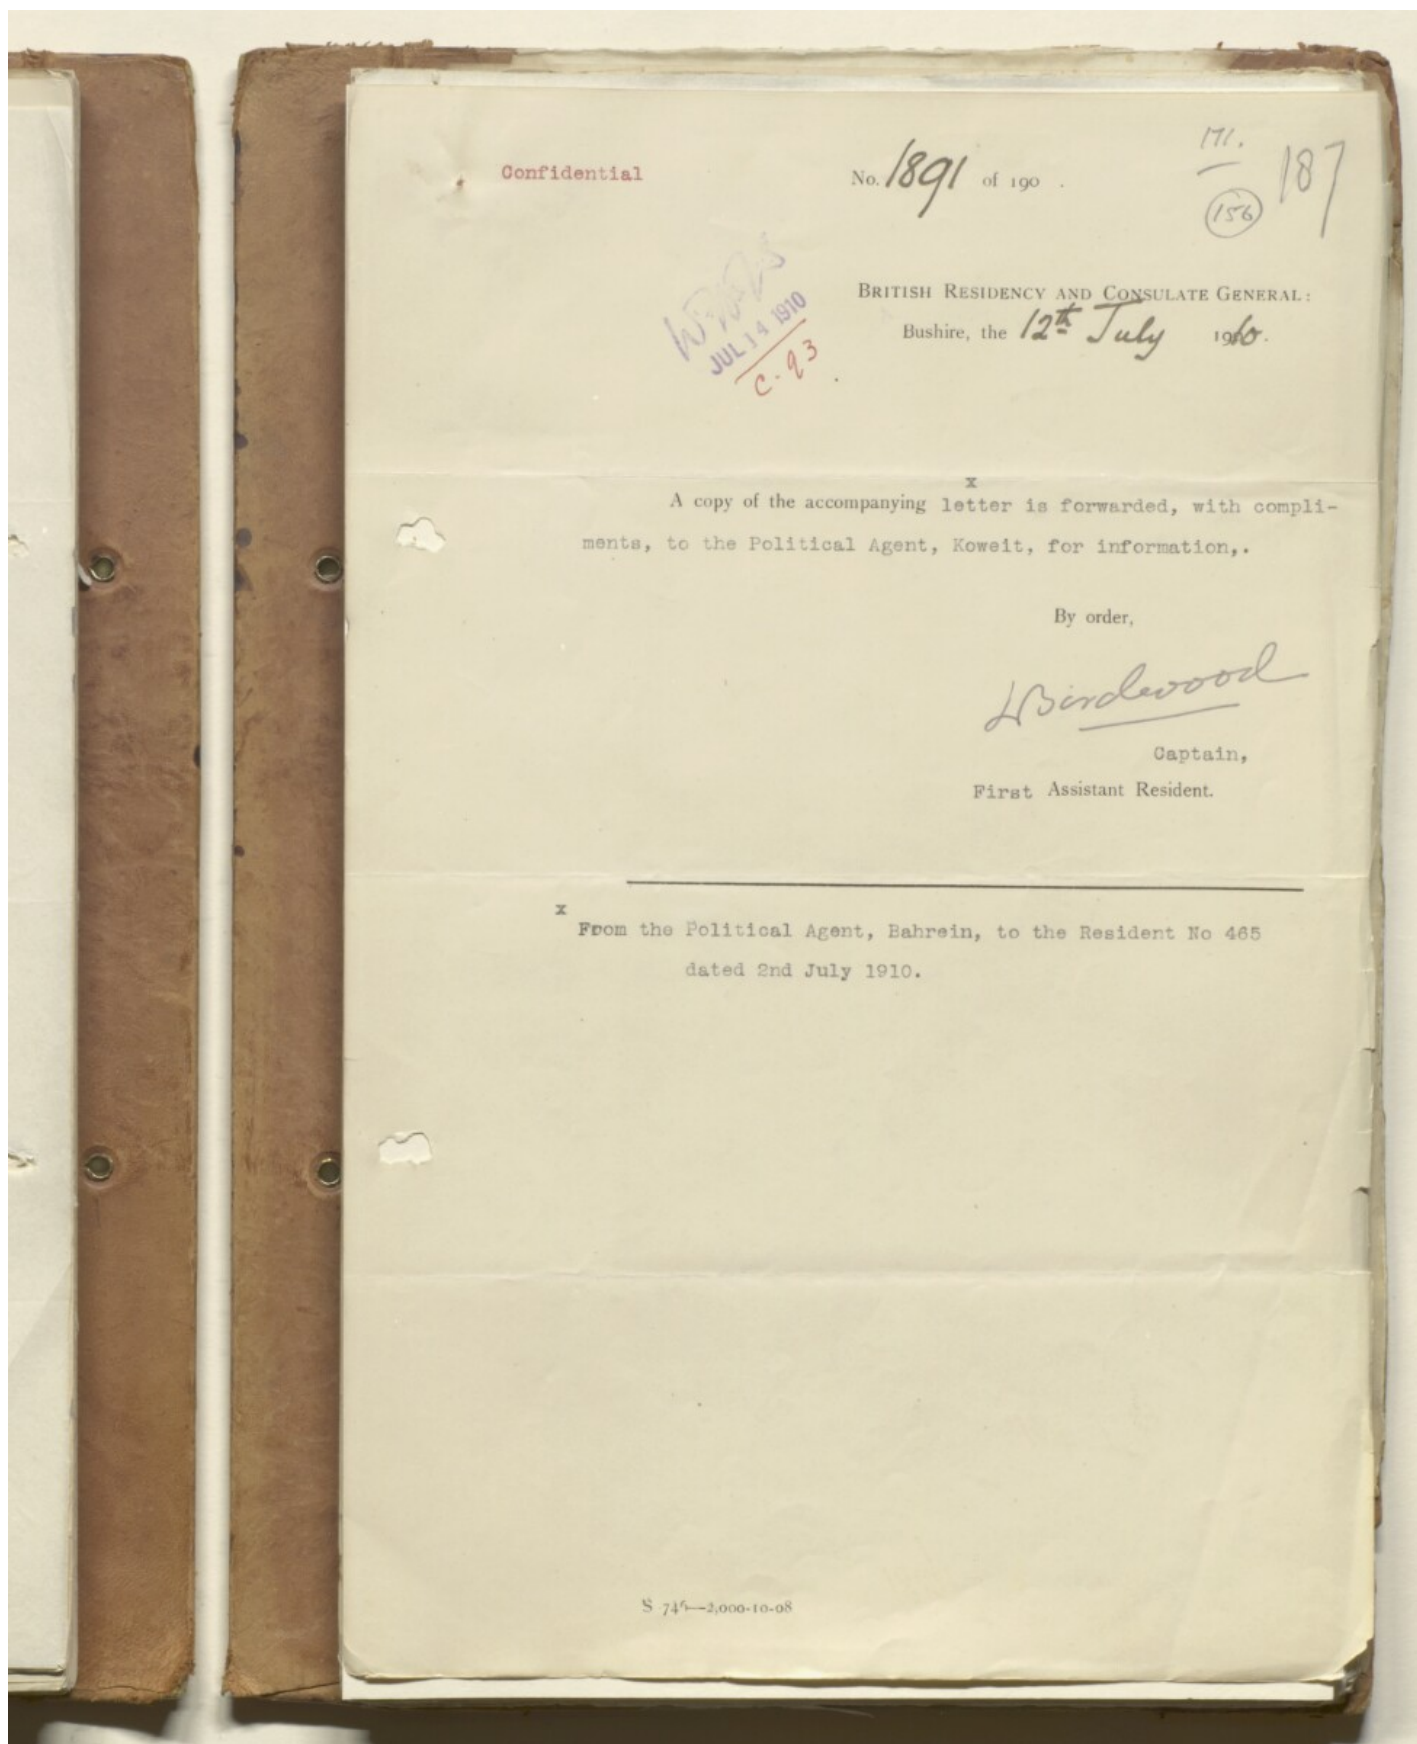 171.
187
156
Confidential
No. 1891 of 190 .
JUL 14 1910
C-93
BRITISH RESIDENCY AND CONSULATE GENERAL:
Bushire, the 12th July 1910.
x
A copy of the accompanying letter is forwarded, with compli-
ments, to the Political Agent, Koweit, for information,.
By order,
Birdwood
Captain,
First Assistant Resident.
x
From the Political Agent, Bahrein, to the Resident No 465
dated 2nd July 1910.
S 746—2,000-10-08